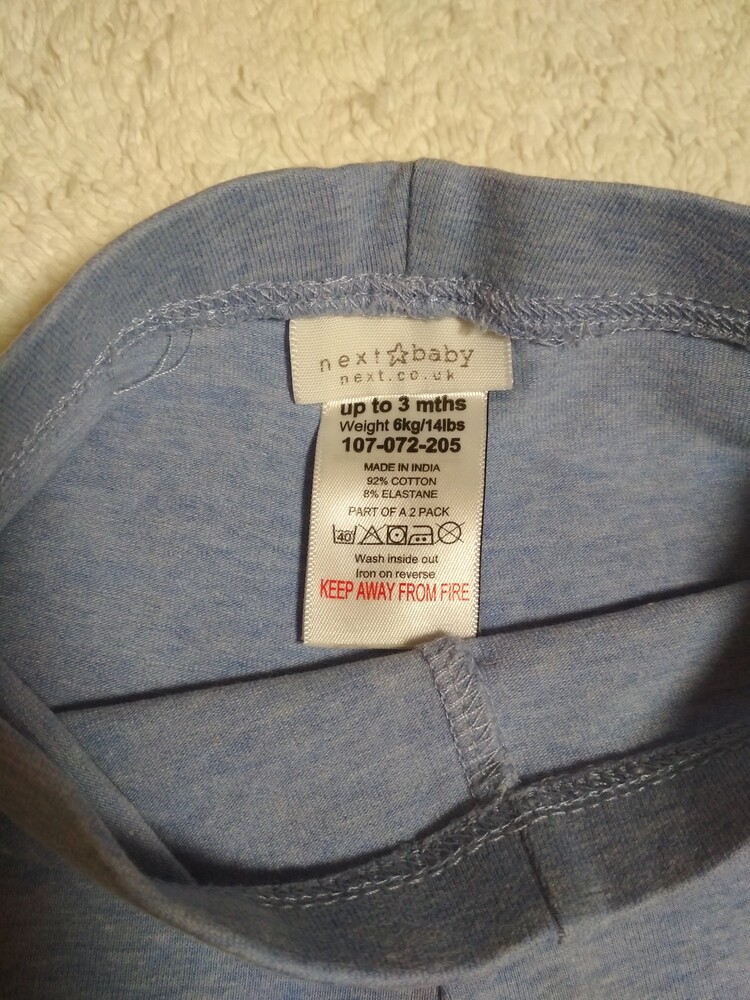 next☆baby
next.co.uk
up to 3 mths
Weight 6kg/14lbs
107-072-205
MADE IN INDIA
92% COTTON
8% ELASTANE
PART OF A 2 PACK
40
Wash inside out
Iron on reverse
KEEP AWAY FROM FIRE